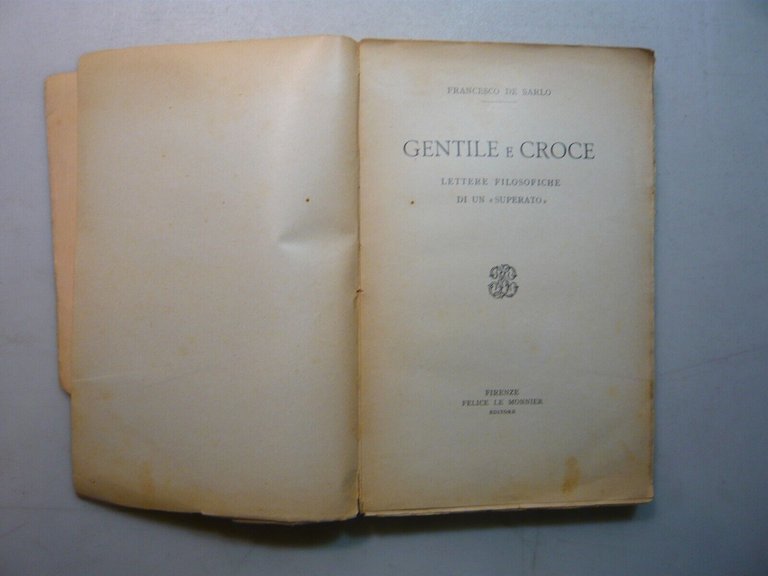 FRANCESCO DE SARLO
GENTILE E CROCE
LETTERE FILOSOFICHE
DI UN «SUPERATO»
FIRENZE
FELICE LE MONNIER
EDITORE